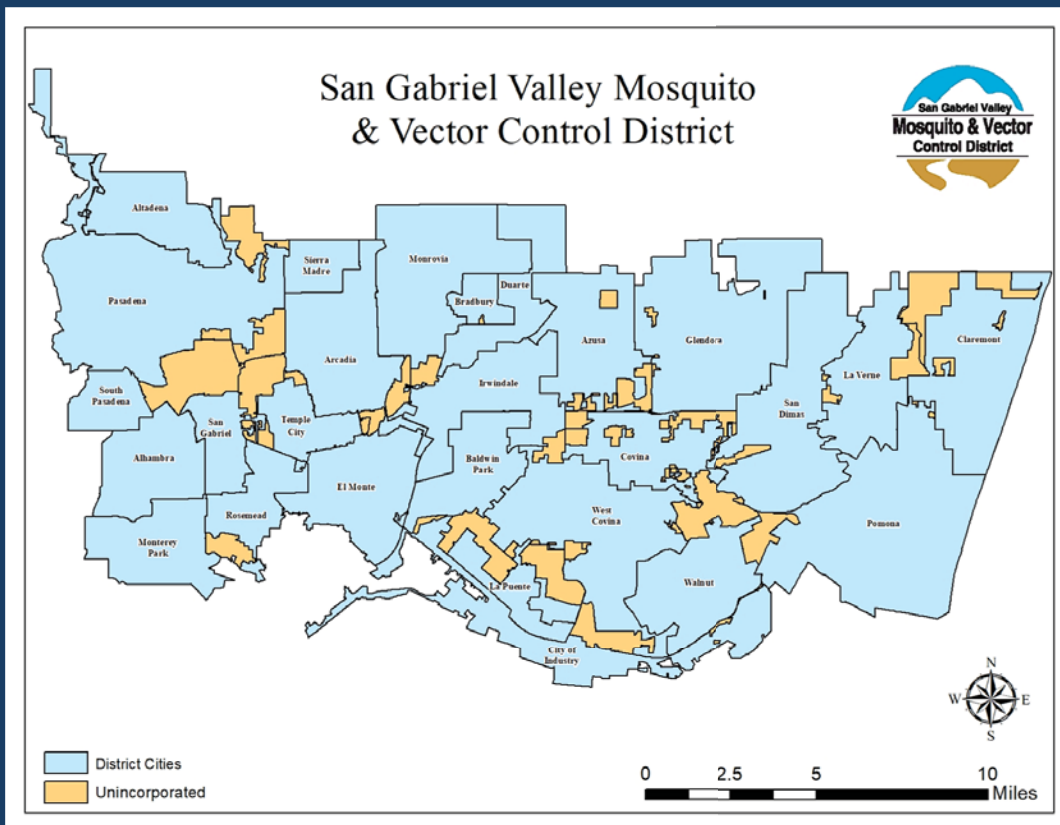 San Gabriel Valley Mosquito
& Vector Control District
San Gabriel Valley
Mosquito & Vector
Control District
Altadena
Sierra
Madre
Monrovia
Duarte
Bradbury
Pasadena
Azusa
Glendora
Claremont
Arcadia
La Verne
Irwindale
South
Pasadena
San
Dimas
San
Gabriel
Temple
City
Alhambra
Baldwin
Park
Covina
El Monte
West
Covina
Rosemead
Pomona
Monterey
Park
Walnut
La Puente
City of
Industry
N
W
E
S
District Cities
Unincorporated
0
2.5
5
10
Miles